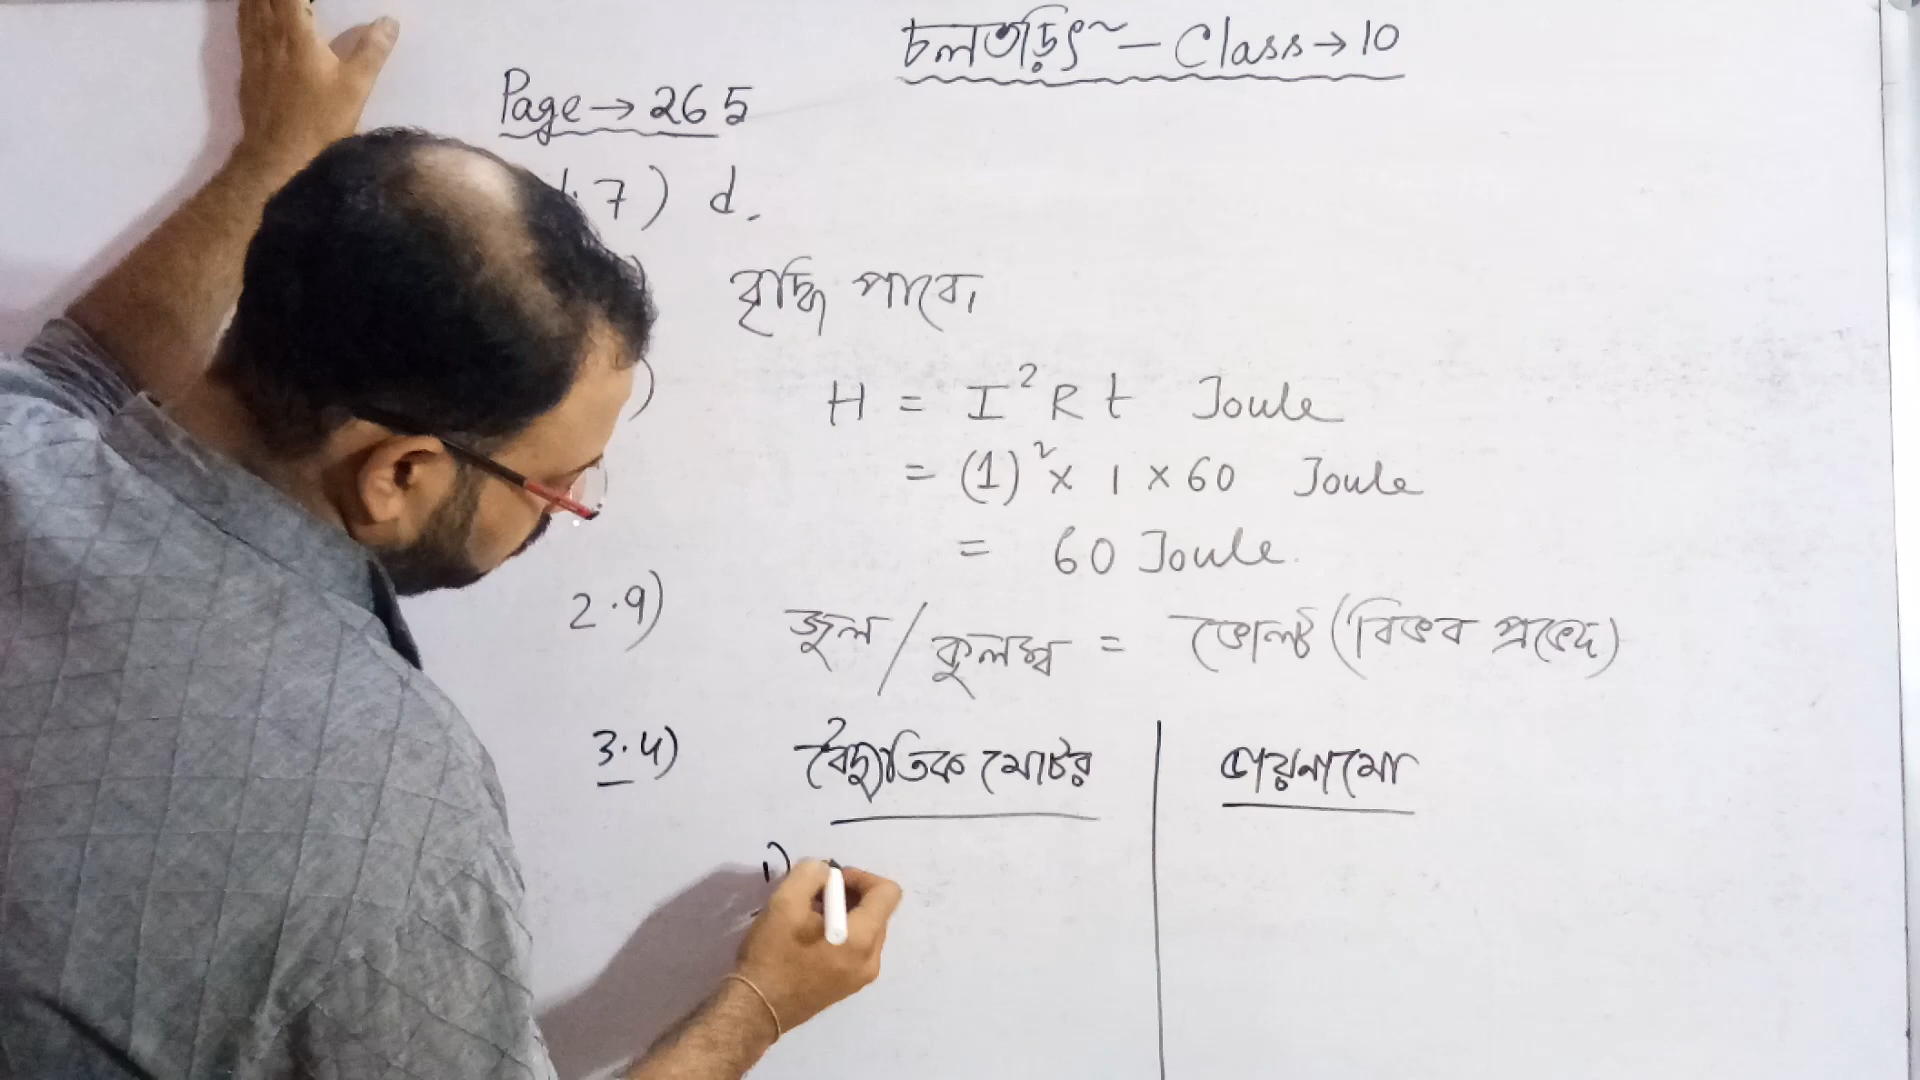 চলতড়িৎ — Class → 10
Page → 265
.7) d.
) বৃদ্ধি পাবে।
) H = I²Rt Joule
= (1)² × 1 × 60 Joule
= 60 Joule.
2.9) জুল / কুলম্ব = ভোল্ট (বিভব প্রভেদ)
3.4) বৈদ্যুতিক মোটর | ডায়নামো
i)